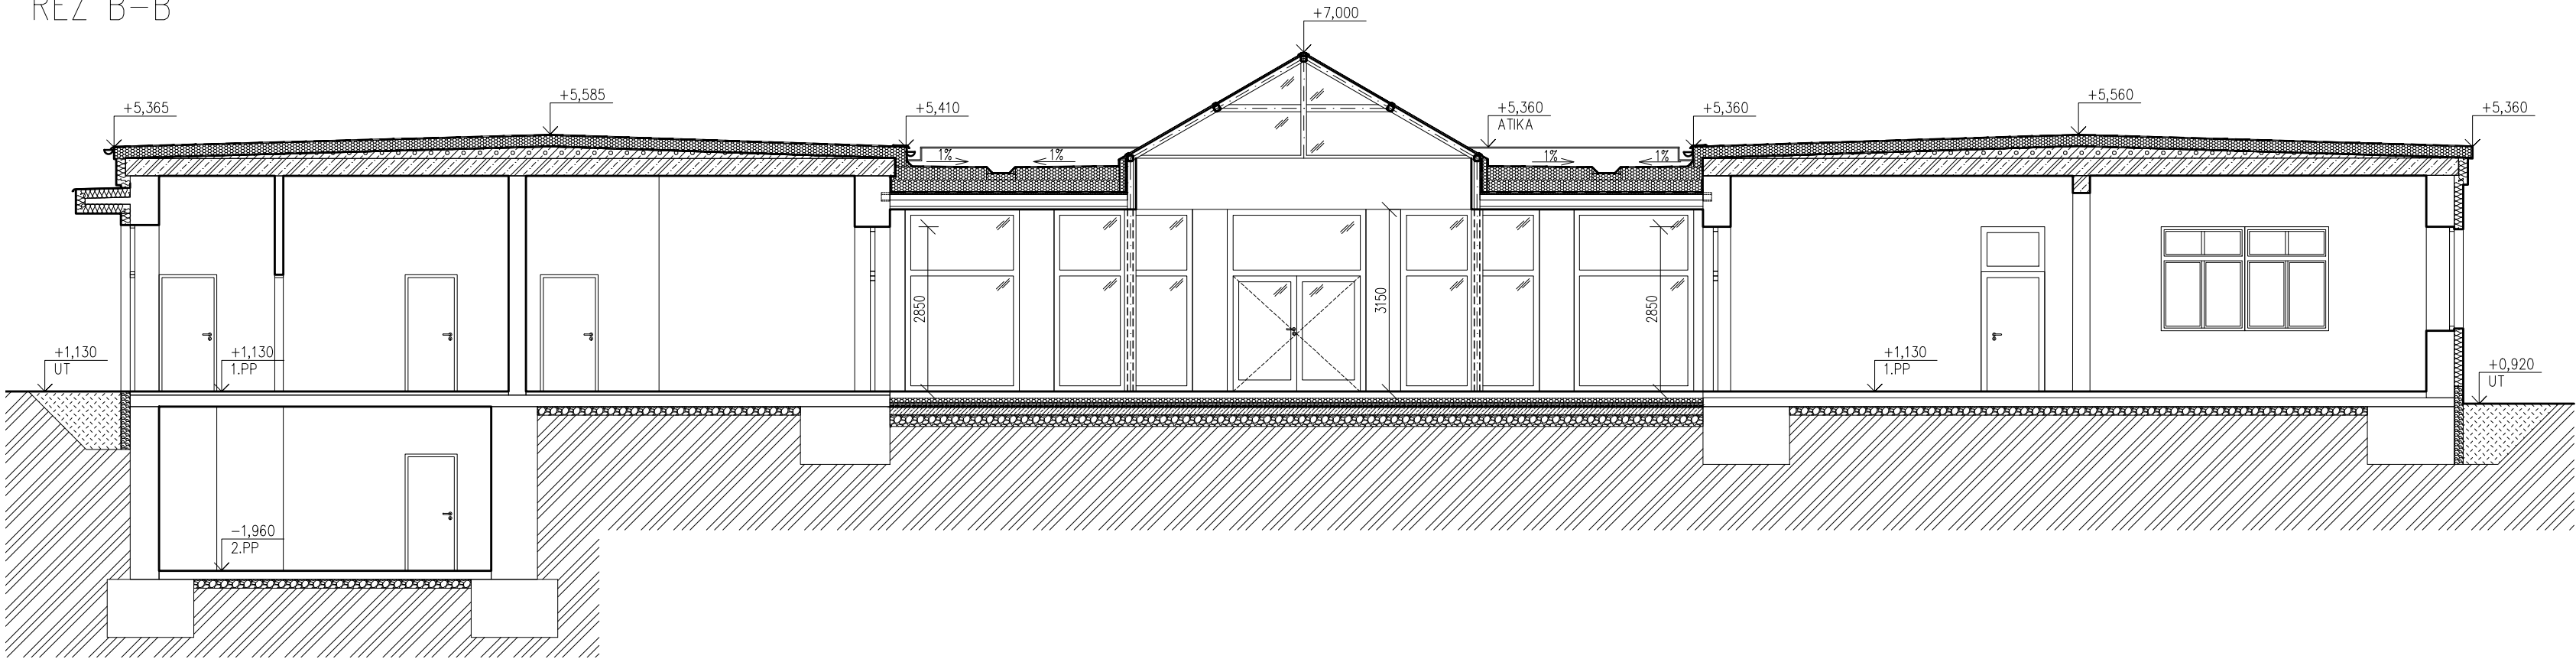 ŘEZ B-B
+7,000
+5,365
+5,585
+5,410
+5,360
ATIKA
+5,360
+5,560
+5,360
1%
1%
1%
1%
2850
3150
2850
+1,130
UT
+1,130
1.PP
+1,130
1.PP
+0,920
UT
-1,960
2.PP